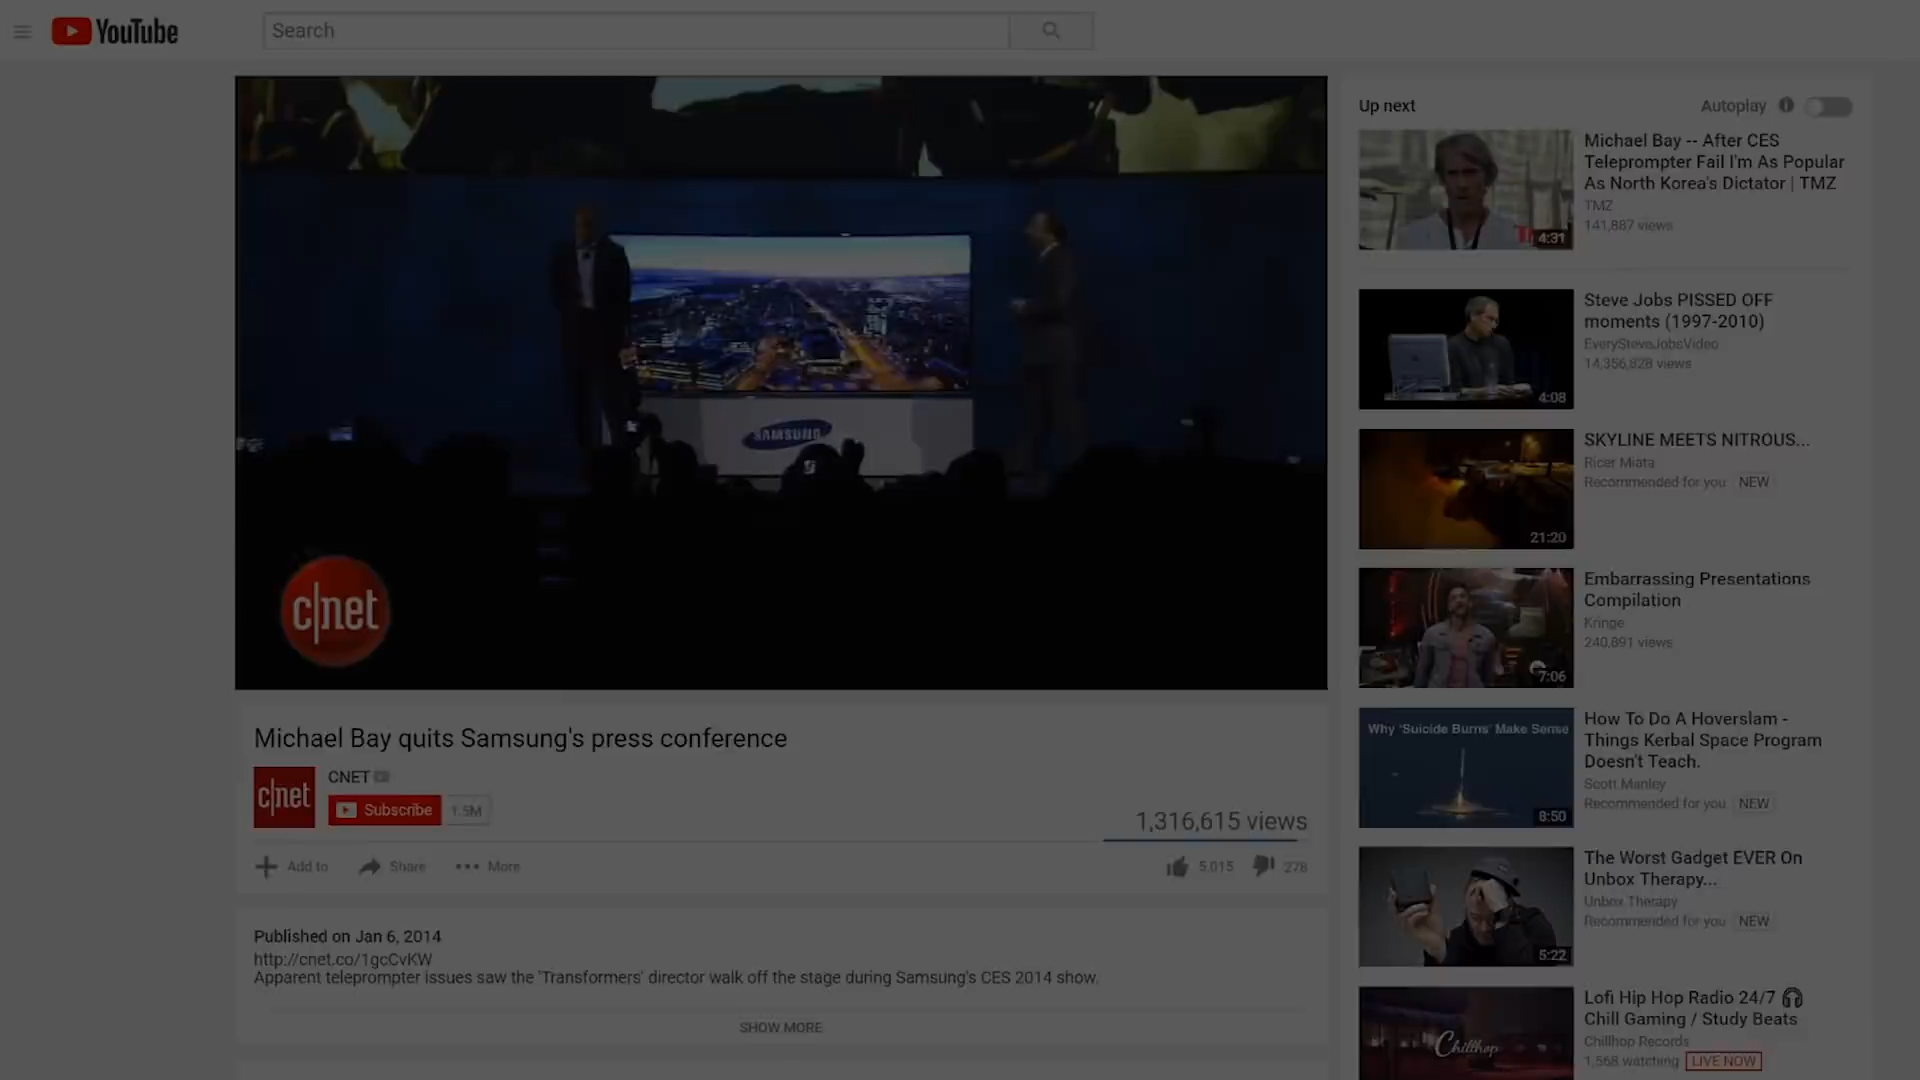 YouTube
Search
SAMSUNG
c|net
Michael Bay quits Samsung's press conference
c|net
CNET
Subscribe
1.5M
1,316,615 views
Add to
Share
More
5,015
278
Published on Jan 6, 2014
http://cnet.co/1gcCvKW
Apparent teleprompter issues saw the 'Transformers' director walk off the stage during Samsung's CES 2014 show.
SHOW MORE
Up next
Autoplay
4:31
Michael Bay -- After CES
Teleprompter Fail I'm As Popular
As North Korea's Dictator | TMZ
TMZ
141,887 views
4:08
Steve Jobs PISSED OFF
moments (1997-2010)
EverySteveJobsVideo
14,356,828 views
21:20
SKYLINE MEETS NITROUS...
Ricer Miata
Recommended for you NEW
7:06
Embarrassing Presentations
Compilation
Kringe
240,891 views
Why 'Suicide Burns' Make Sense
8:50
How To Do A Hoverslam -
Things Kerbal Space Program
Doesn't Teach.
Scott Manley
Recommended for you NEW
5:22
The Worst Gadget EVER On
Unbox Therapy...
Unbox Therapy
Recommended for you NEW
Chillhop
Lofi Hip Hop Radio 24/7 🎧
Chill Gaming / Study Beats
Chillhop Records
1,568 watching LIVE NOW